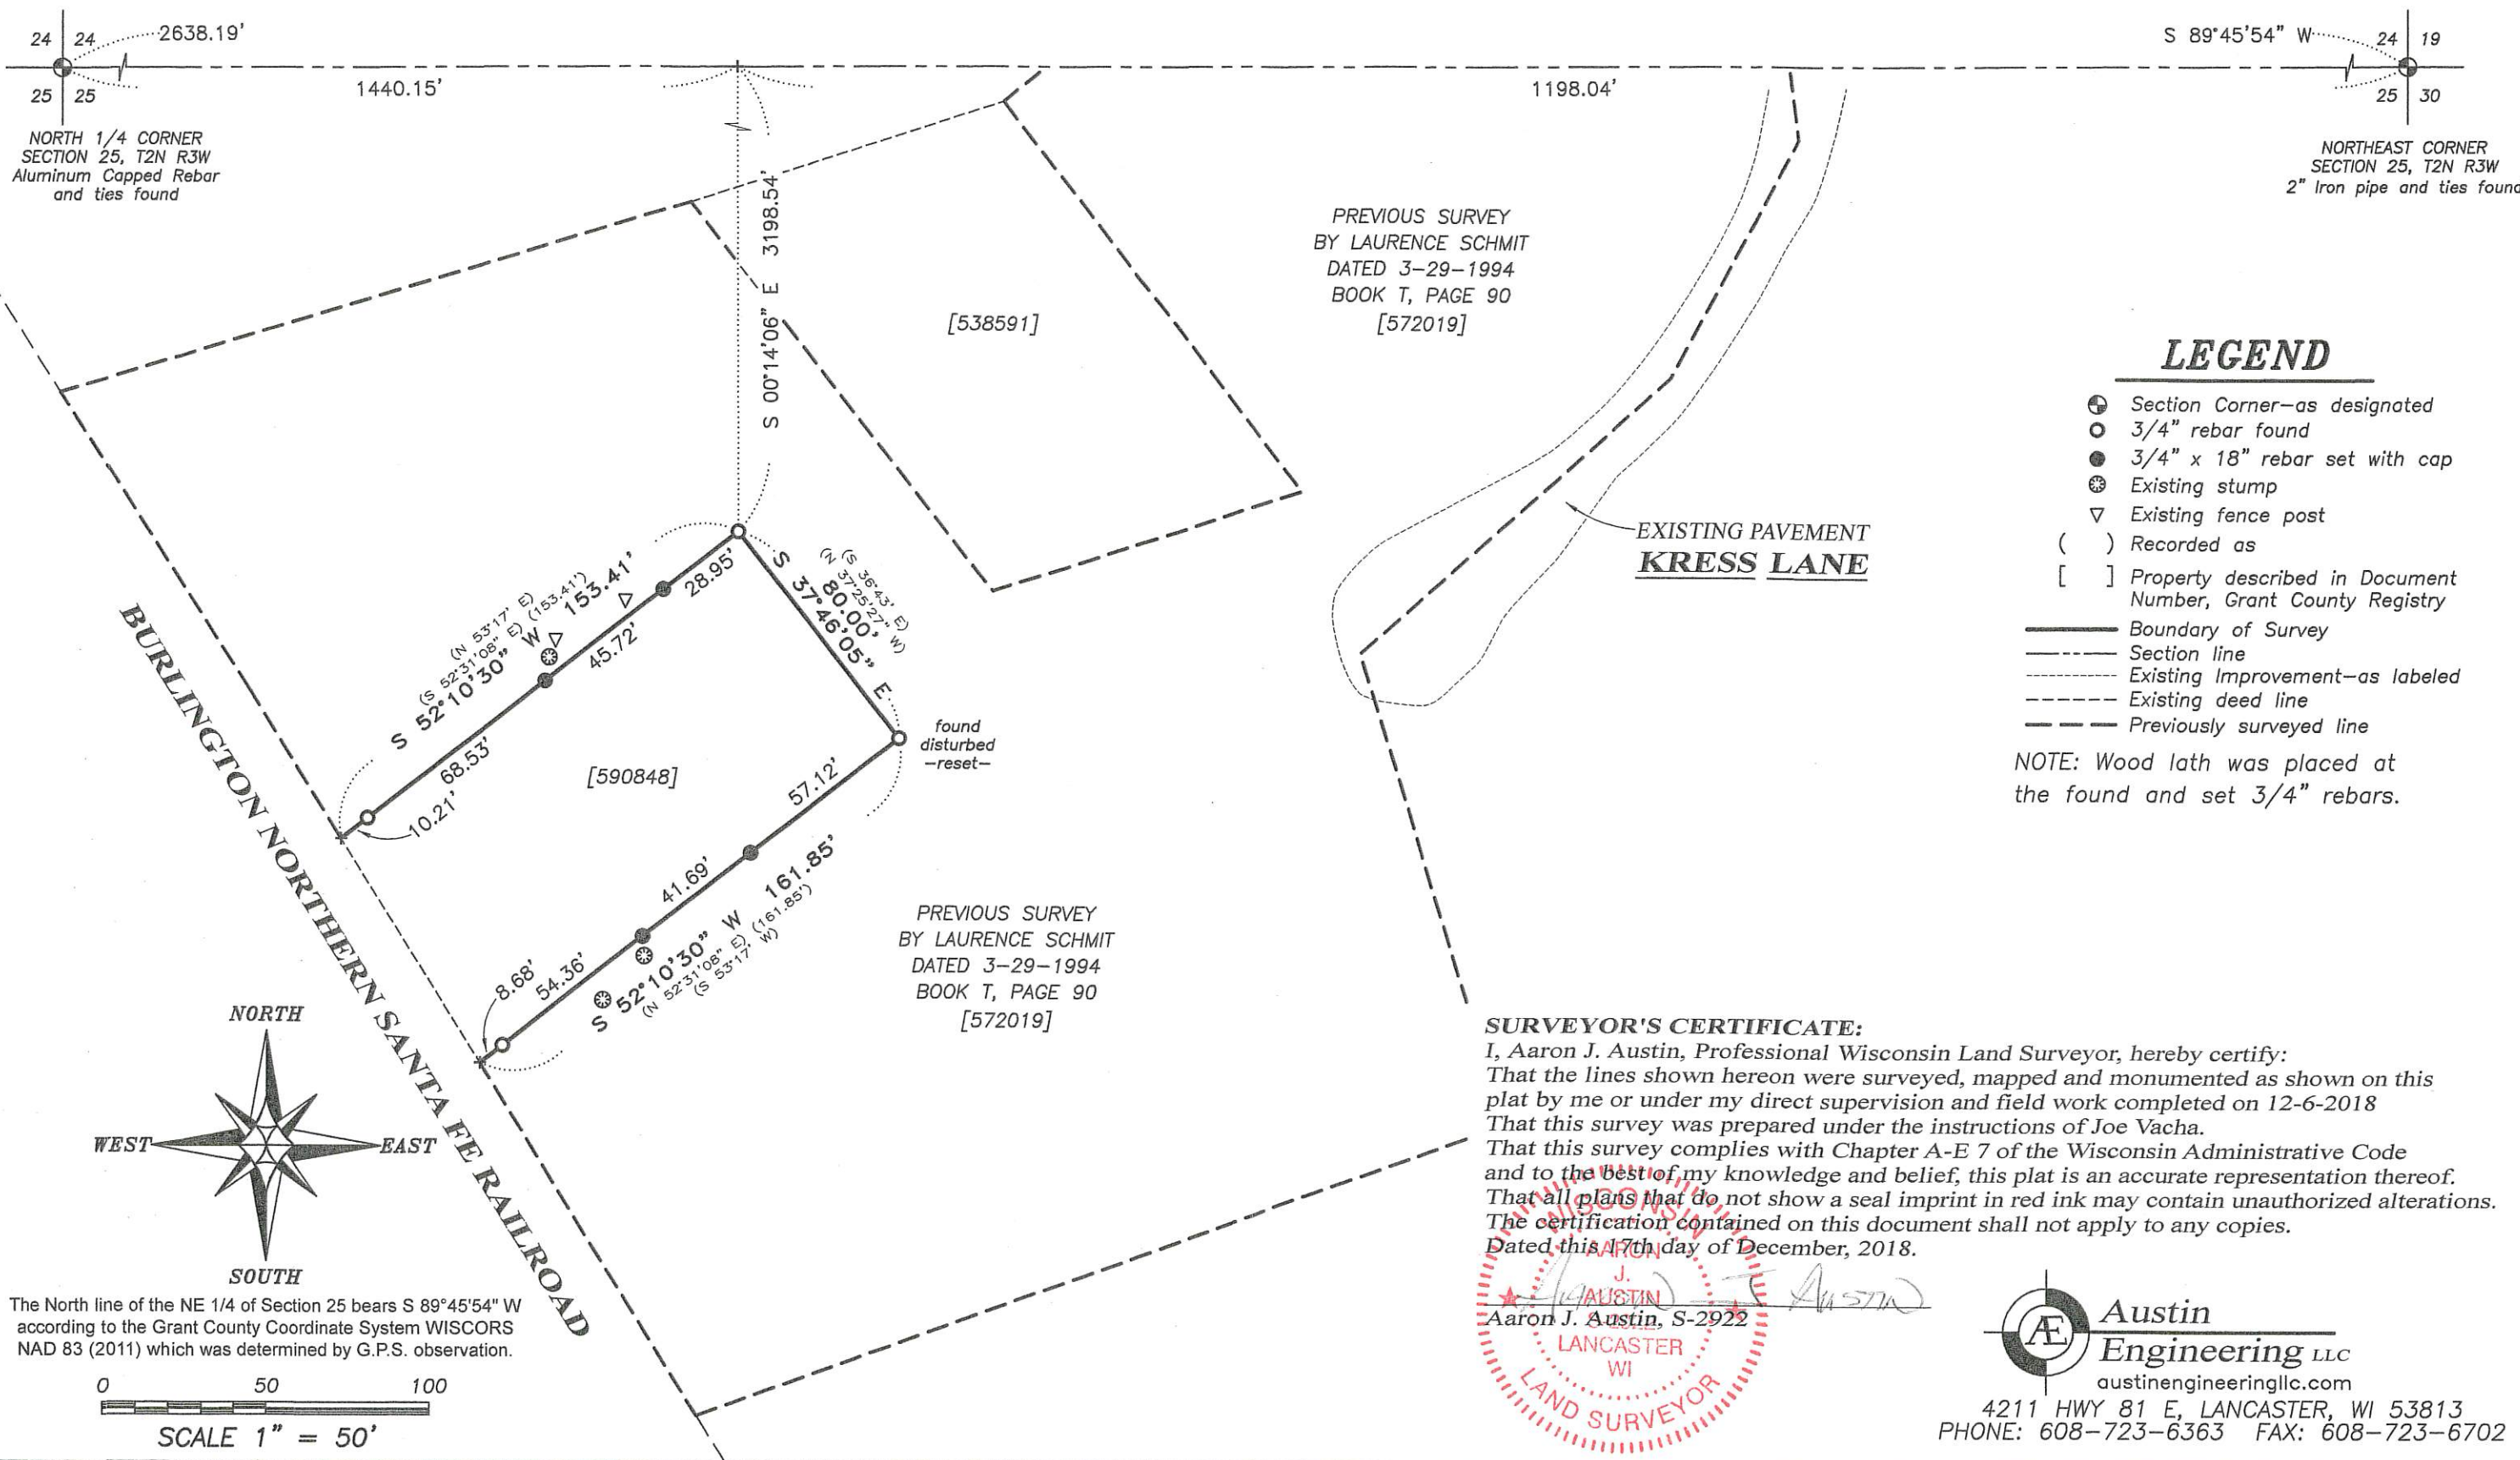 24 24
2638.19'
25 25
1440.15'
NORTH 1/4 CORNER
SECTION 25, T2N R3W
Aluminum Capped Rebar
and ties found
S 89°45'54" W
24 19
25 30
1198.04'
NORTHEAST CORNER
SECTION 25, T2N R3W
2" Iron pipe and ties found
S 00°14'06" E 3198.54'
[538591]
PREVIOUS SURVEY
BY LAURENCE SCHMIT
DATED 3-29-1994
BOOK T, PAGE 90
[572019]
LEGEND
Section Corner-as designated
3/4" rebar found
3/4" x 18" rebar set with cap
Existing stump
Existing fence post
( ) Recorded as
[ ] Property described in Document
Number, Grant County Registry
Boundary of Survey
Section line
Existing Improvement-as labeled
Existing deed line
Previously surveyed line
NOTE: Wood lath was placed at
the found and set 3/4" rebars.
EXISTING PAVEMENT
KRESS LANE
(N 53°17' E)
(S 52°31'08" E) (153.41')
S 52°10'30" W 153.41'
28.95'
45.72'
68.53'
10.21'
(S 36°43' E)
(N 37°25'27" W)
80.00'
S 37°46'05" E
found
disturbed
-reset-
[590848]
57.12'
41.69'
54.36'
8.68'
S 52°10'30" W 161.85'
(N 52°31'08" E) (161.85')
(S 53°17' W)
BURLINGTON NORTHERN SANTA FE RAILROAD
PREVIOUS SURVEY
BY LAURENCE SCHMIT
DATED 3-29-1994
BOOK T, PAGE 90
[572019]
NORTH
WEST EAST
SOUTH
The North line of the NE 1/4 of Section 25 bears S 89°45'54" W
according to the Grant County Coordinate System WISCORS
NAD 83 (2011) which was determined by G.P.S. observation.
0 50 100
SCALE 1" = 50'
SURVEYOR'S CERTIFICATE:
I, Aaron J. Austin, Professional Wisconsin Land Surveyor, hereby certify:
That the lines shown hereon were surveyed, mapped and monumented as shown on this
plat by me or under my direct supervision and field work completed on 12-6-2018
That this survey was prepared under the instructions of Joe Vacha.
That this survey complies with Chapter A-E 7 of the Wisconsin Administrative Code
and to the best of my knowledge and belief, this plat is an accurate representation thereof.
That all plans that do not show a seal imprint in red ink may contain unauthorized alterations.
The certification contained on this document shall not apply to any copies.
Dated this 17th day of December, 2018.
Aaron J Austin
Aaron J. Austin, S-2922
WISCONSIN
AARON
J.
AUSTIN
S-2922
LANCASTER
WI
LAND SURVEYOR
AE
Austin
Engineering LLC
austinengineeringllc.com
4211 HWY 81 E, LANCASTER, WI 53813
PHONE: 608-723-6363 FAX: 608-723-6702